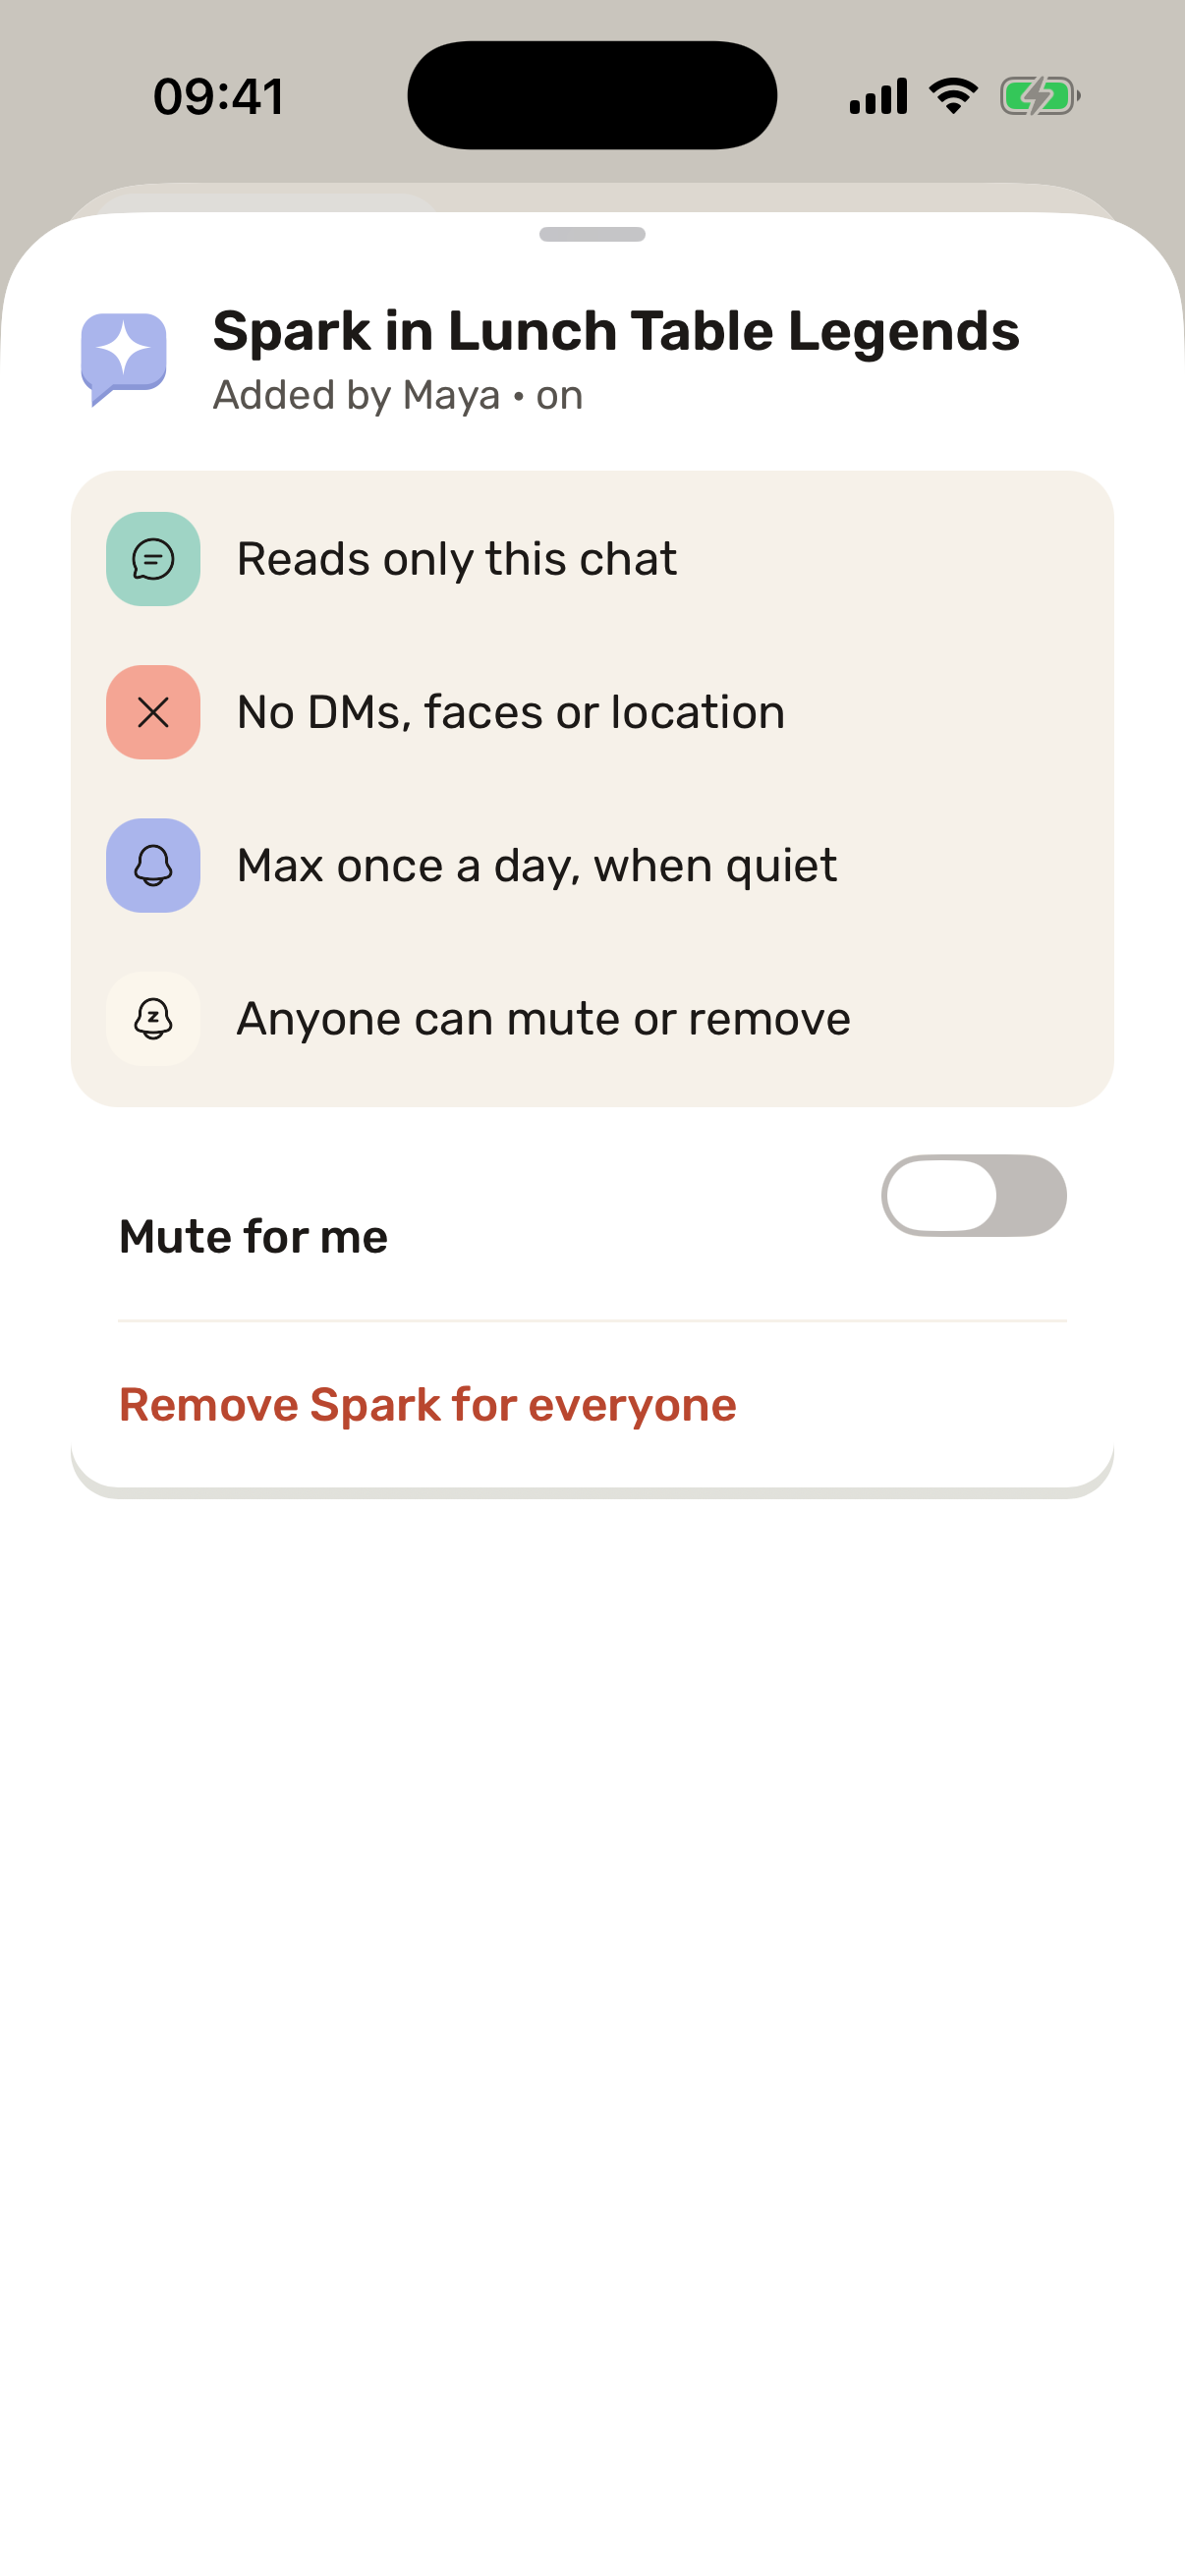 09:41
Spark in Lunch Table Legends
Added by Maya • on
Reads only this chat
No DMs, faces or location
Max once a day, when quiet
Anyone can mute or remove
Mute for me
Remove Spark for everyone